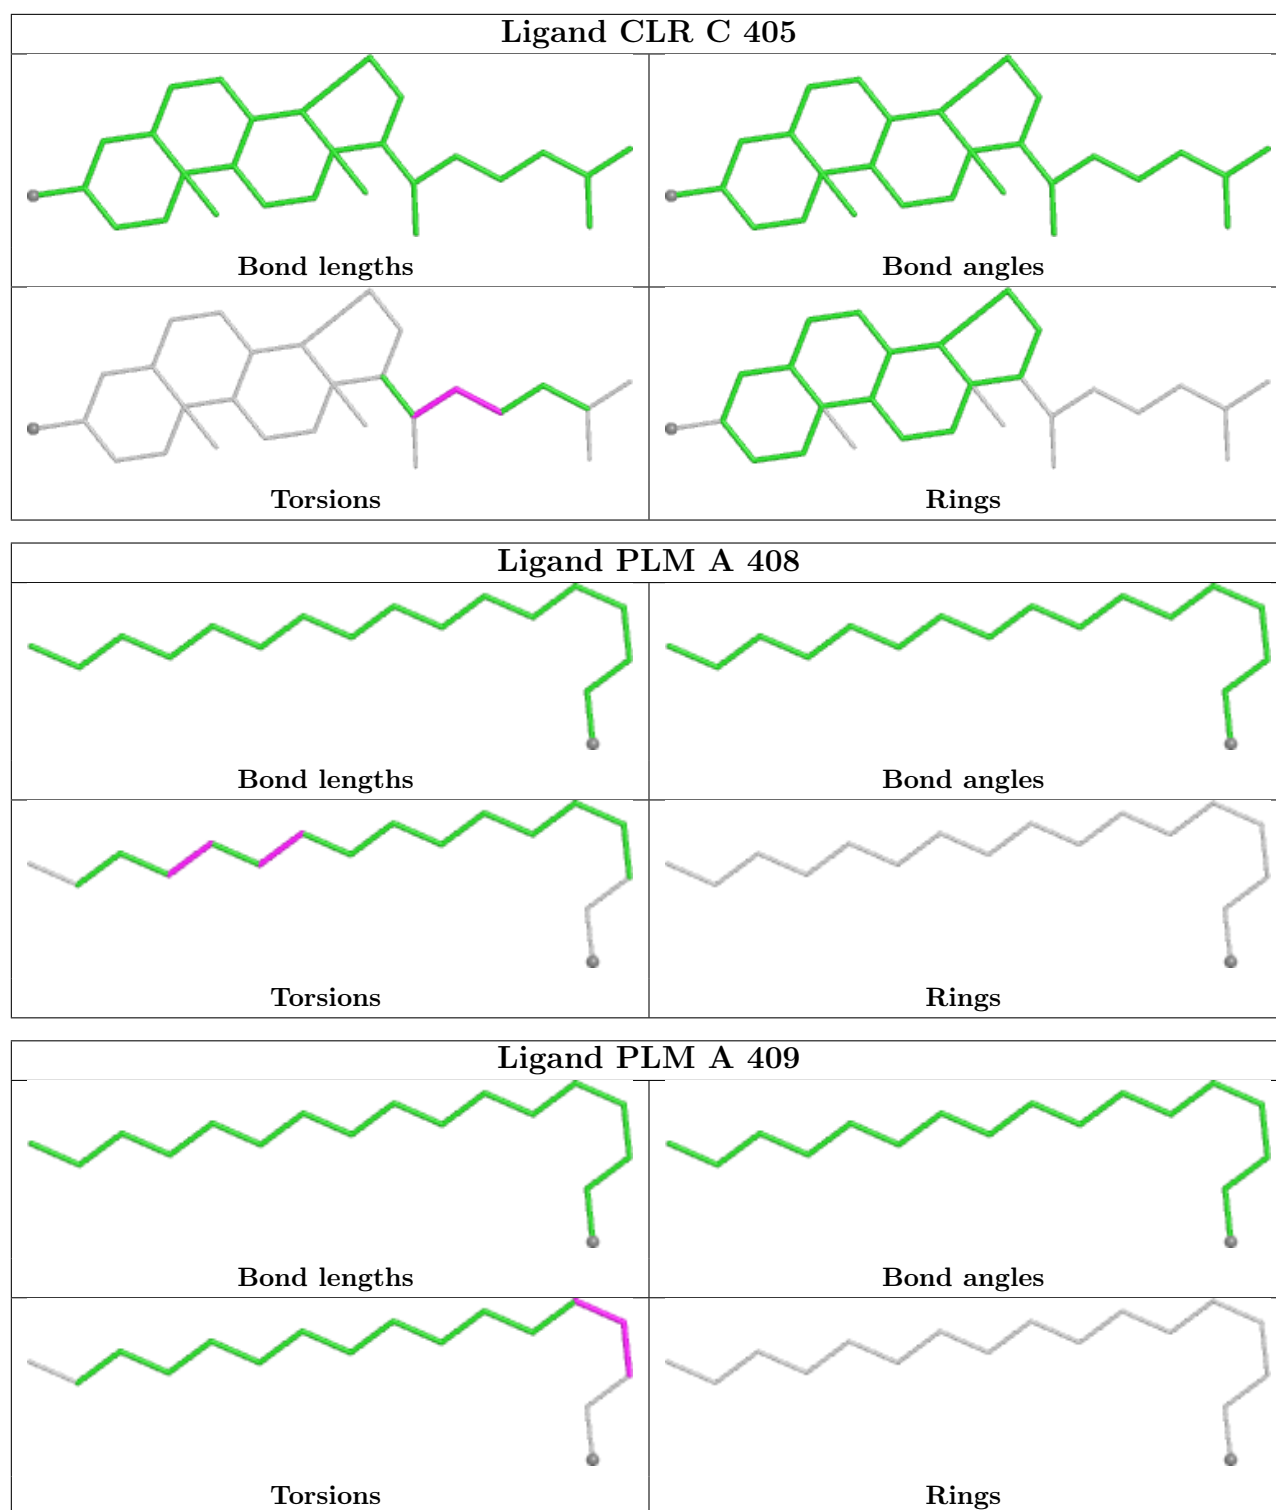 Ligand CLR C 405
Bond lengths
Bond angles
Torsions
Rings
Ligand PLM A 408
Bond lengths
Bond angles
Torsions
Rings
Ligand PLM A 409
Bond lengths
Bond angles
Torsions
Rings